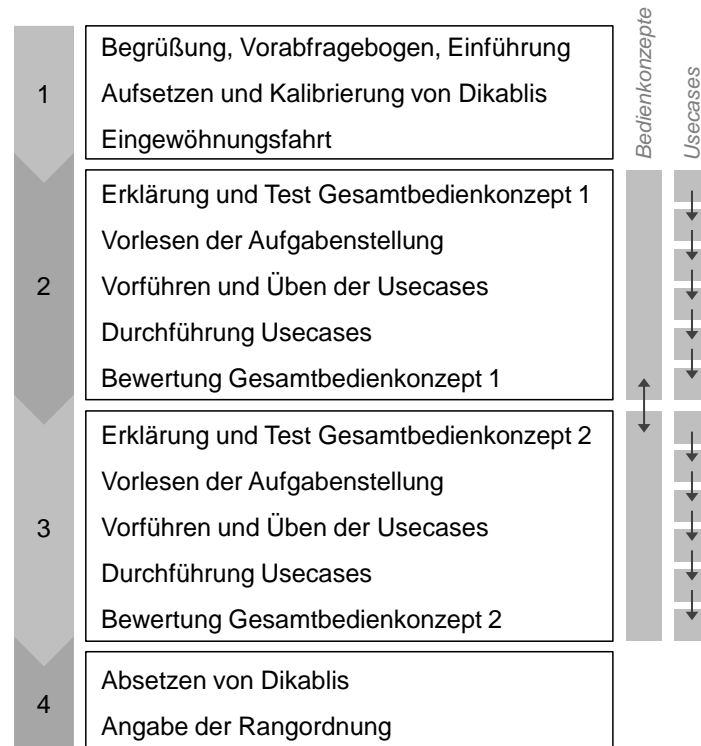 1
Begrüßung, Vorabfragebogen, Einführung
Aufsetzen und Kalibrierung von Dikablis
Eingewöhnungsfahrt
Bedienkonzepte
Usecases
2
Erklärung und Test Gesamtbedienkonzept 1
Vorlesen der Aufgabenstellung
Vorführen und Üben der Usecases
Durchführung Usecases
Bewertung Gesamtbedienkonzept 1
3
Erklärung und Test Gesamtbedienkonzept 2
Vorlesen der Aufgabenstellung
Vorführen und Üben der Usecases
Durchführung Usecases
Bewertung Gesamtbedienkonzept 2
4
Absetzen von Dikablis
Angabe der Rangordnung